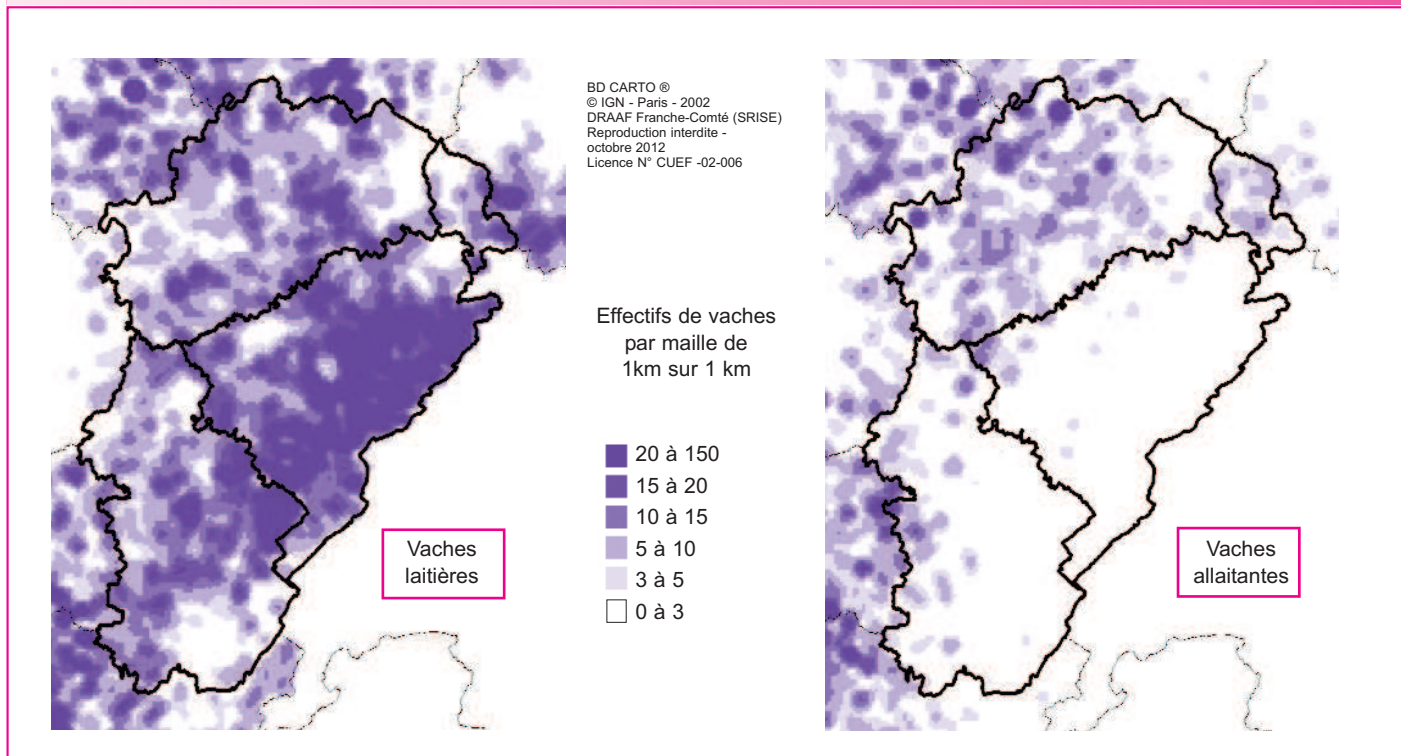 BD CARTO ®
© IGN - Paris - 2002
DRAAF Franche-Comté (SRISE)
Reproduction interdite -
octobre 2012
Licence N° CUEF -02-006
Effectifs de vaches
par maille de
1km sur 1 km
20 à 150
15 à 20
10 à 15
5 à 10
3 à 5
0 à 3
Vaches
laitières
Vaches
allaitantes